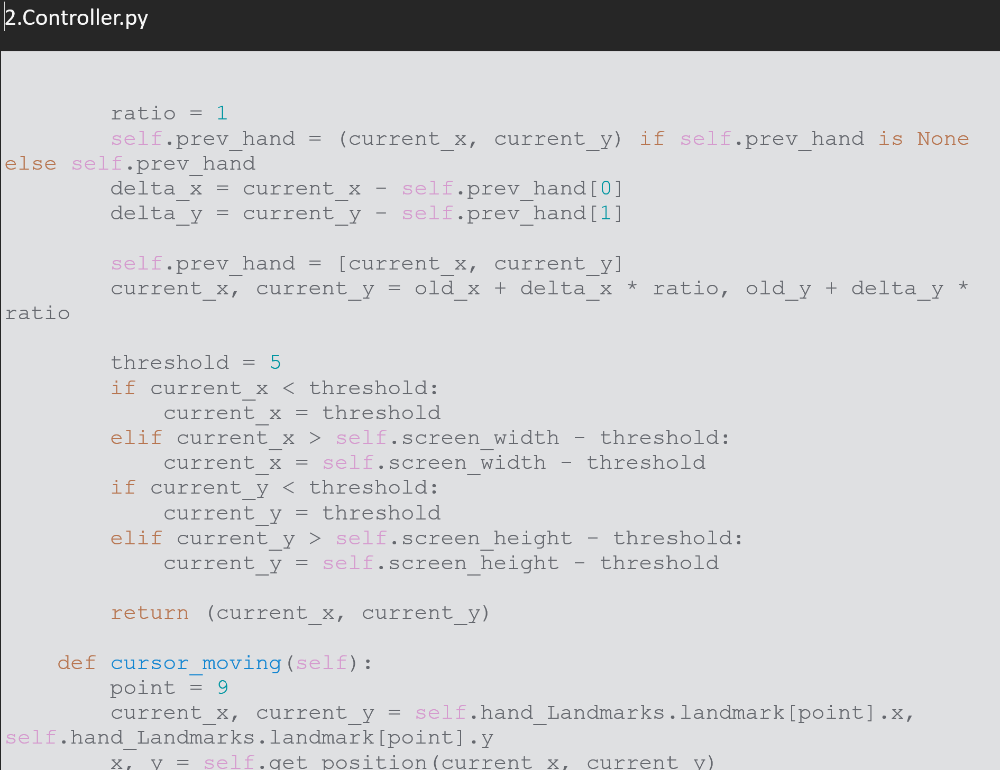 2.Controller.py
ratio = 1
self.prev_hand = (current_x, current_y) if self.prev_hand is None
else self.prev_hand
delta_x = current_x - self.prev_hand[0]
delta_y = current_y - self.prev_hand[1]
self.prev_hand = [current_x, current_y]
current_x, current_y = old_x + delta_x * ratio, old_y + delta_y *
ratio
threshold = 5
if current_x < threshold:
current_x = threshold
elif current_x > self.screen_width - threshold:
current_x = self.screen_width - threshold
if current_y < threshold:
current_y = threshold
elif current_y > self.screen_height - threshold:
current_y = self.screen_height - threshold
return (current_x, current_y)
def cursor_moving(self):
point = 9
current_x, current_y = self.hand_Landmarks.landmark[point].x,
self.hand_Landmarks.landmark[point].y
x, y = self.get_position(current_x, current_y)